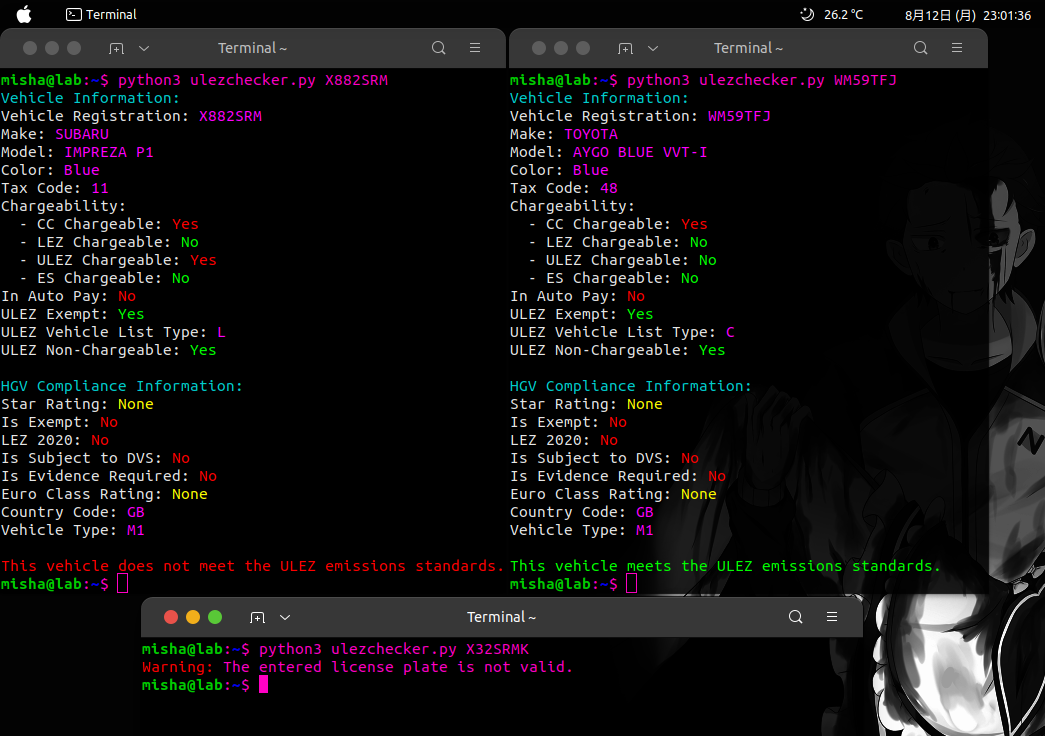 Terminal
26.2 °C
8月12日 (月) 23:01:36
Terminal ~
misha@lab:~$ python3 ulezchecker.py X882SRM
Vehicle Information:
Vehicle Registration: X882SRM
Make: SUBARU
Model: IMPREZA P1
Color: Blue
Tax Code: 11
Chargeability:
  - CC Chargeable: Yes
  - LEZ Chargeable: No
  - ULEZ Chargeable: Yes
  - ES Chargeable: No
In Auto Pay: No
ULEZ Exempt: Yes
ULEZ Vehicle List Type: L
ULEZ Non-Chargeable: Yes
HGV Compliance Information:
Star Rating: None
Is Exempt: No
LEZ 2020: No
Is Subject to DVS: No
Is Evidence Required: No
Euro Class Rating: None
Country Code: GB
Vehicle Type: M1
This vehicle does not meet the ULEZ emissions standards.
misha@lab:~$
Terminal ~
misha@lab:~$ python3 ulezchecker.py WM59TFJ
Vehicle Information:
Vehicle Registration: WM59TFJ
Make: TOYOTA
Model: AYGO BLUE VVT-I
Color: Blue
Tax Code: 48
Chargeability:
  - CC Chargeable: Yes
  - LEZ Chargeable: No
  - ULEZ Chargeable: No
  - ES Chargeable: No
In Auto Pay: No
ULEZ Exempt: Yes
ULEZ Vehicle List Type: C
ULEZ Non-Chargeable: Yes
HGV Compliance Information:
Star Rating: None
Is Exempt: No
LEZ 2020: No
Is Subject to DVS: No
Is Evidence Required: No
Euro Class Rating: None
Country Code: GB
Vehicle Type: M1
This vehicle meets the ULEZ emissions standards.
misha@lab:~$
Terminal ~
misha@lab:~$ python3 ulezchecker.py X32SRMK
Warning: The entered license plate is not valid.
misha@lab:~$